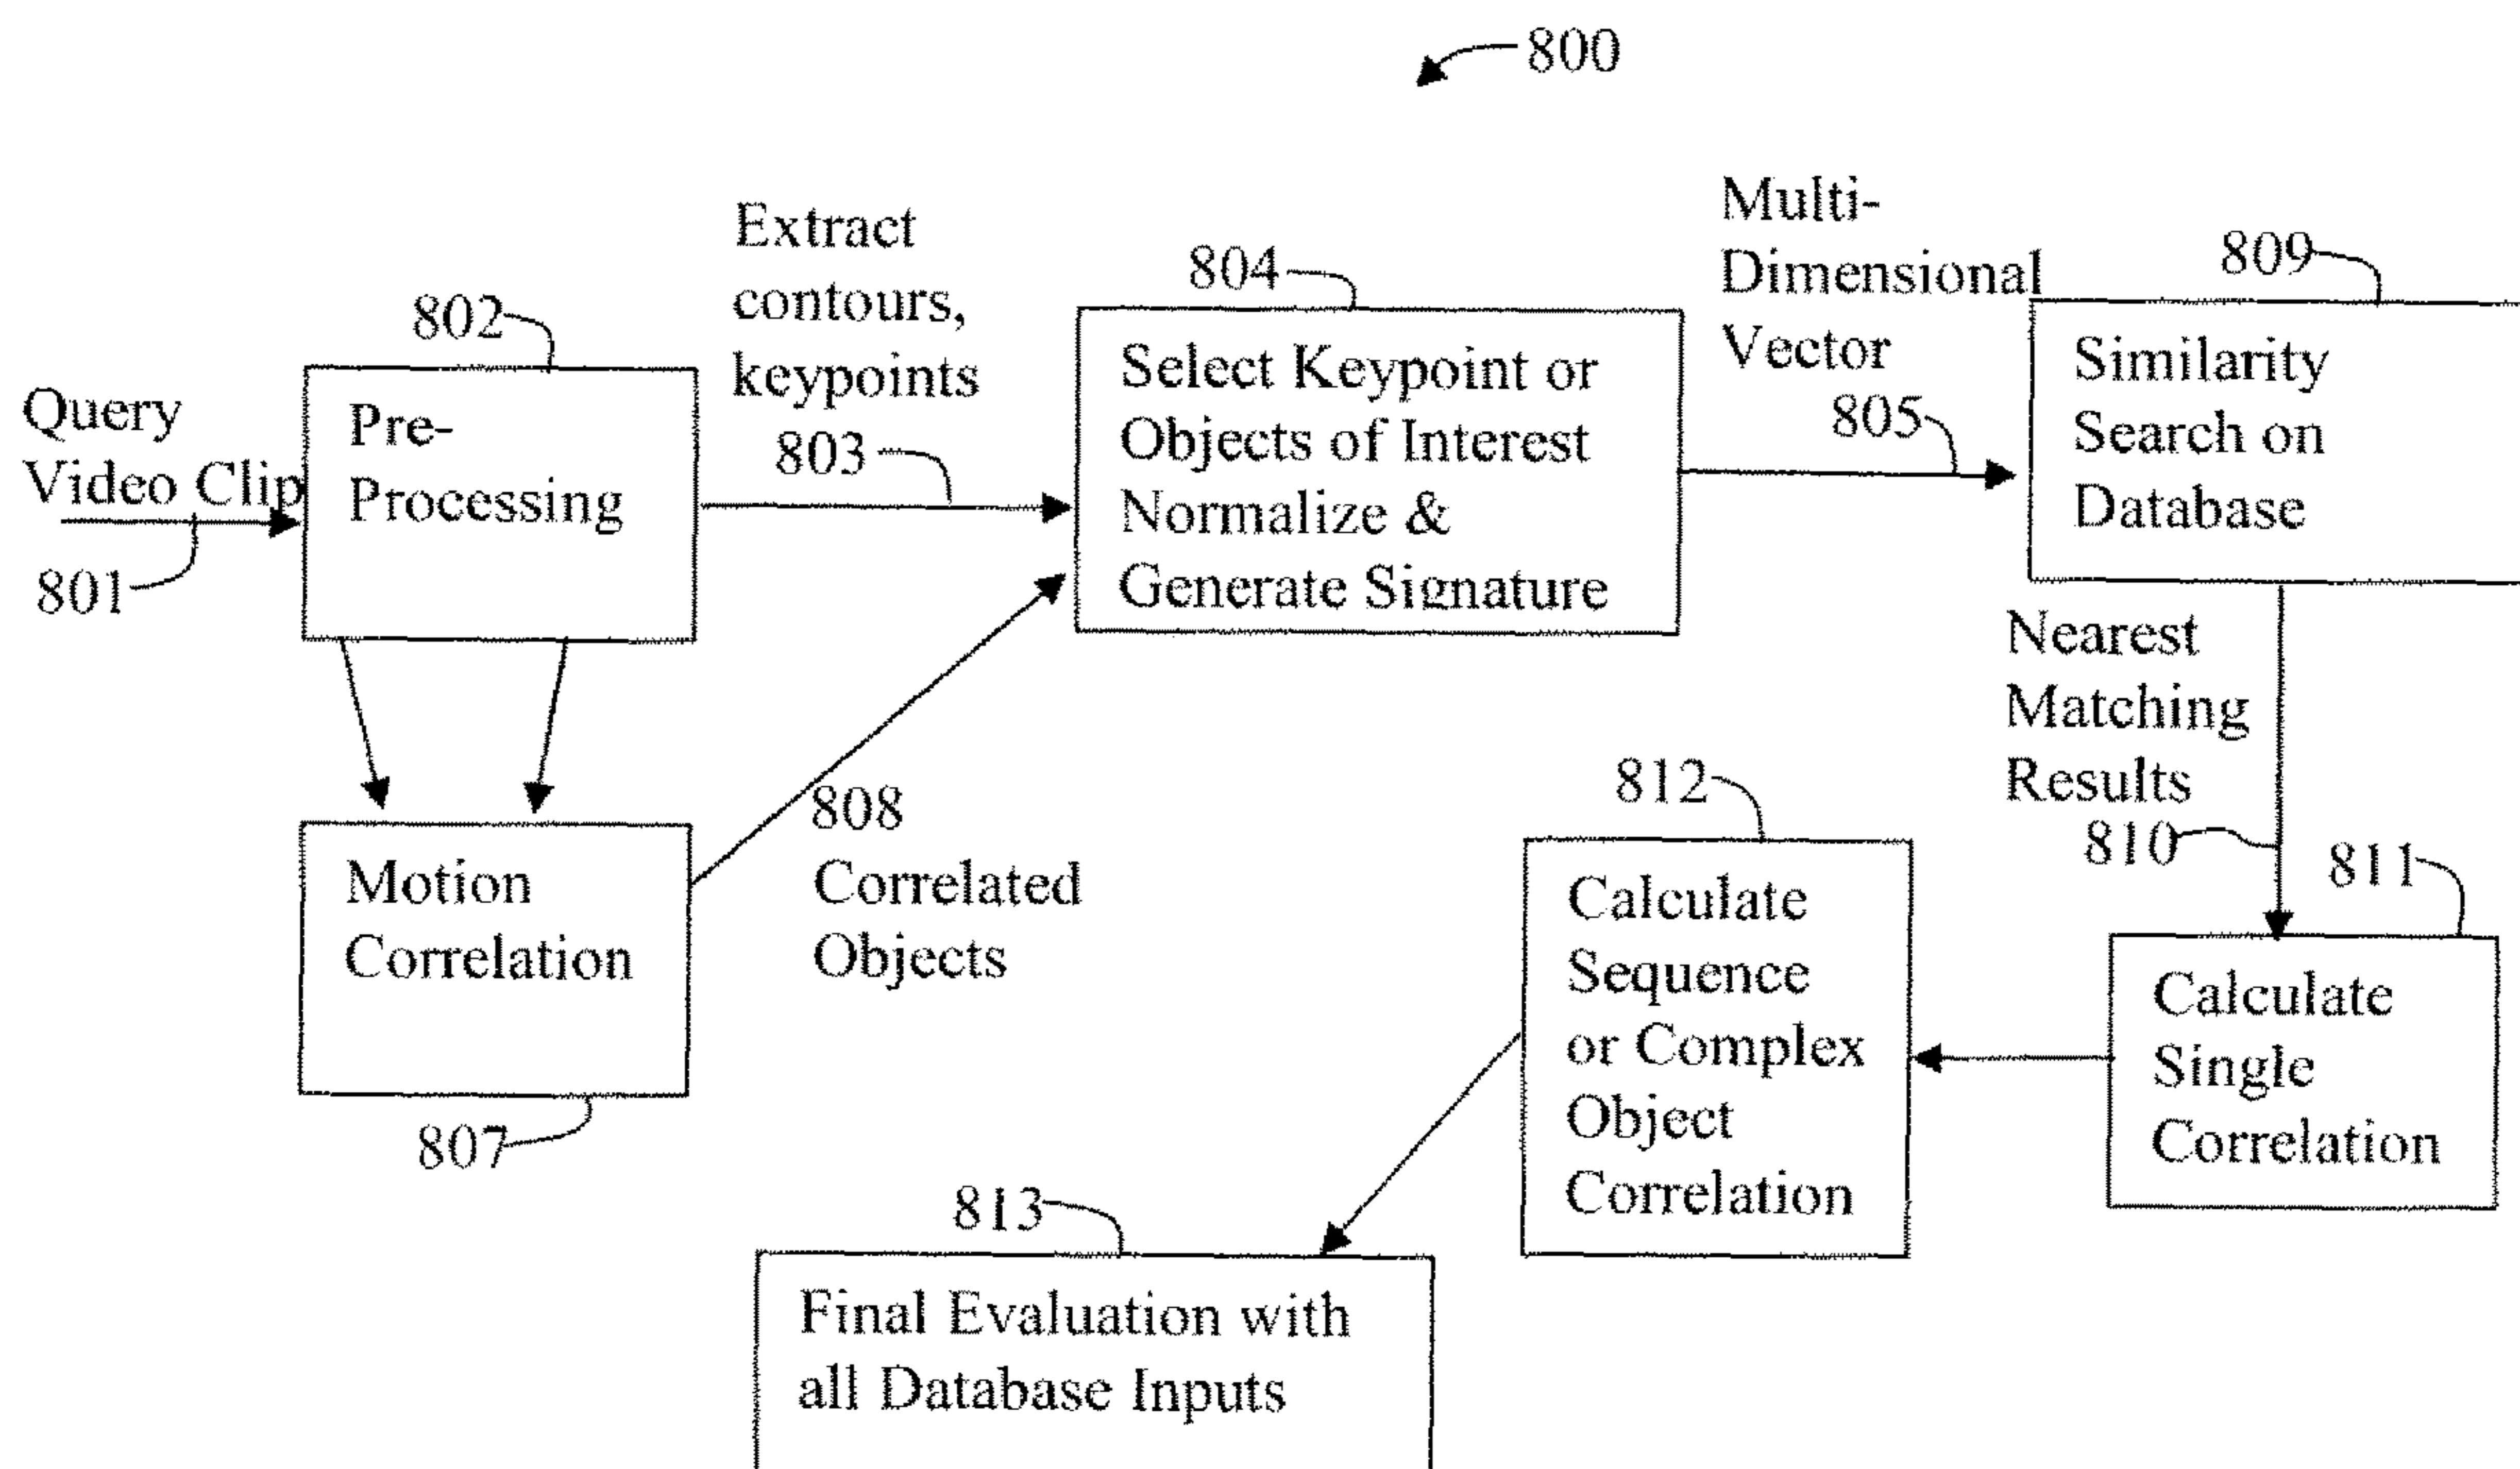 800
Query
Video Clip
801
802
Pre-
Processing
Extract
contours,
keypoints
803
804
Select Keypoint or
Objects of Interest
Normalize &
Generate Signature
Multi-
Dimensional
Vector
805
809
Similarity
Search on
Database
Motion
Correlation
807
808
Correlated
Objects
Nearest
Matching
Results
810
811
Calculate
Single
Correlation
812
Calculate
Sequence
or Complex
Object
Correlation
813
Final Evaluation with
all Database Inputs